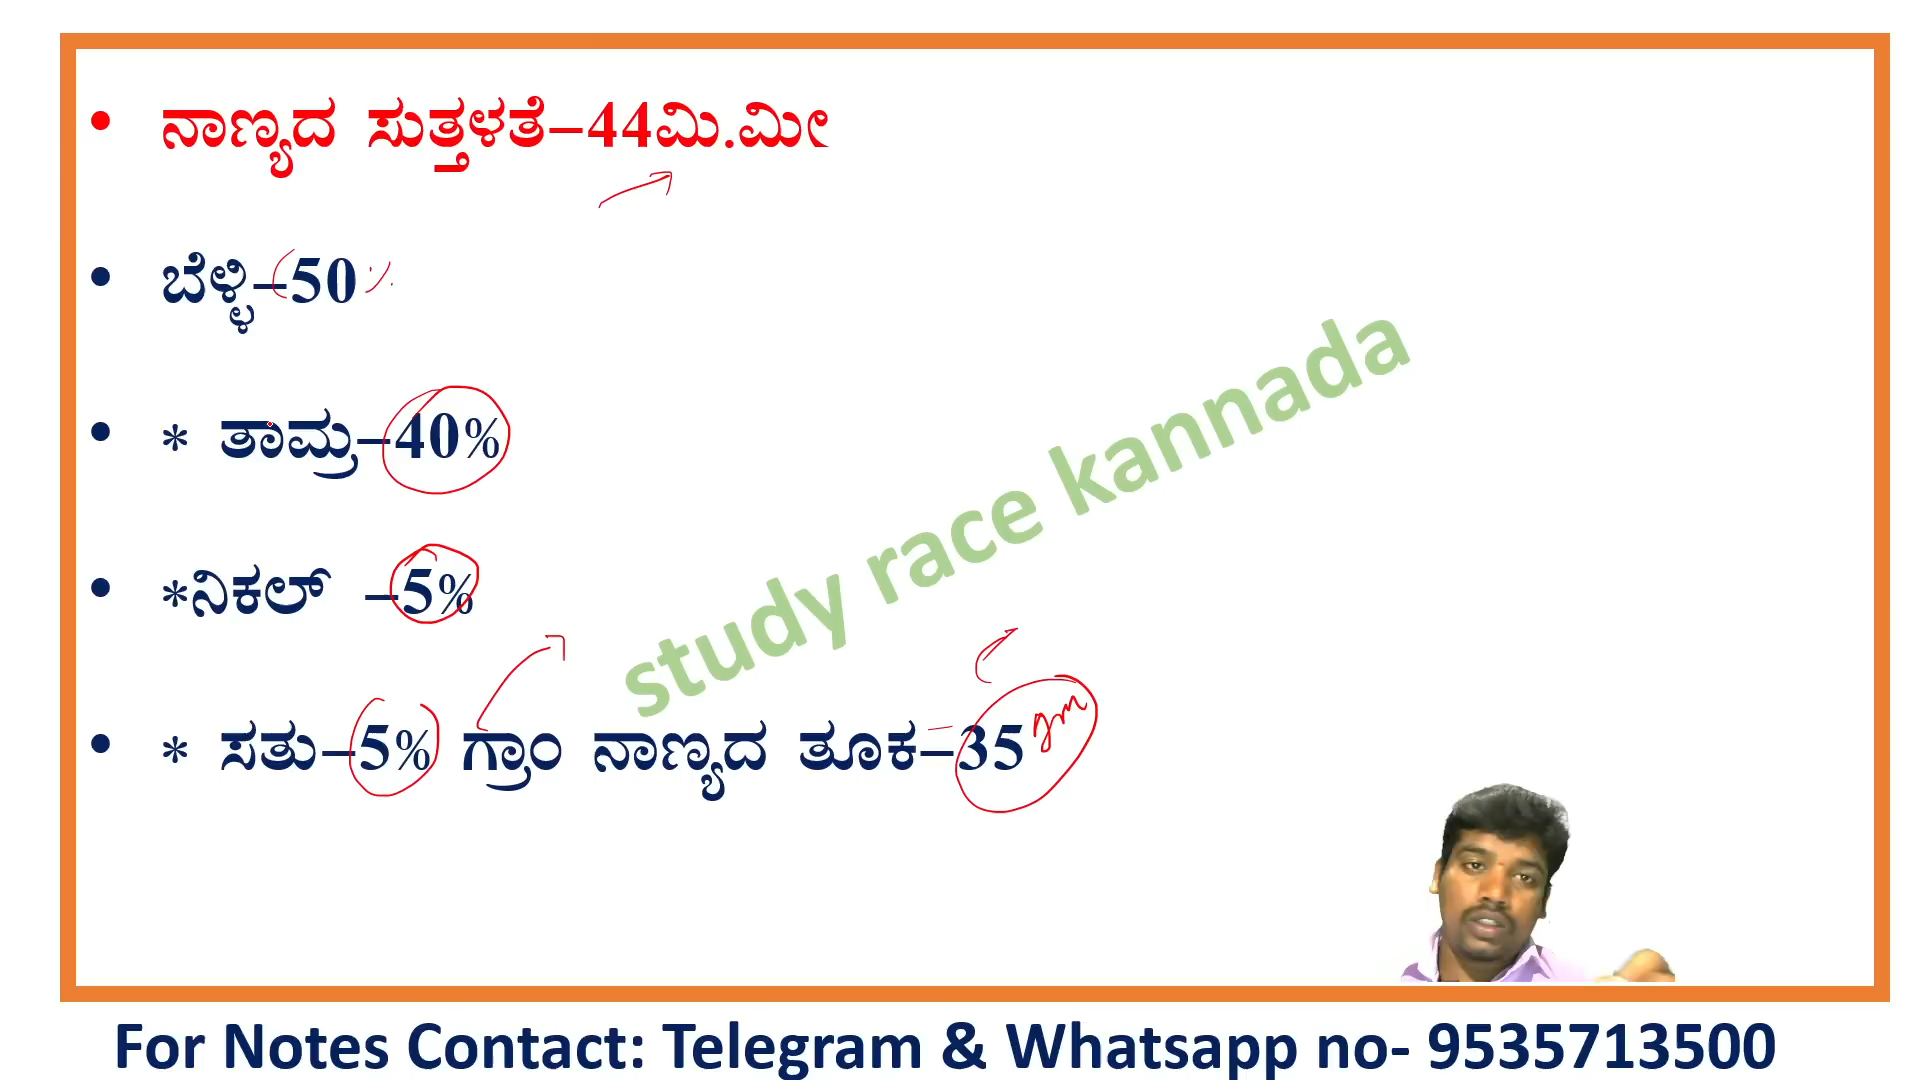 • ನಾಣ್ಯದ ಸುತ್ತಳತೆ–44ಮಿ.ಮೀ
• ಬೆಳ್ಳಿ–50%
• * ತಾಮ್ರ–40%
• *ನಿಕಲ್ –5%
• * ಸತು–5% ಗ್ರಾಂ ನಾಣ್ಯದ ತೂಕ–35 gm
study race kannada
For Notes Contact: Telegram & Whatsapp no- 9535713500